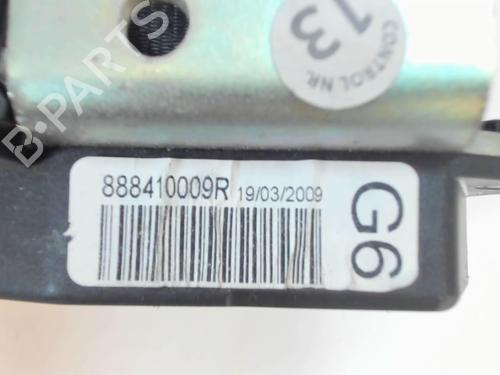 B-PARTS
13
CONTROL NR.
888410009R 19/03/2009
G6